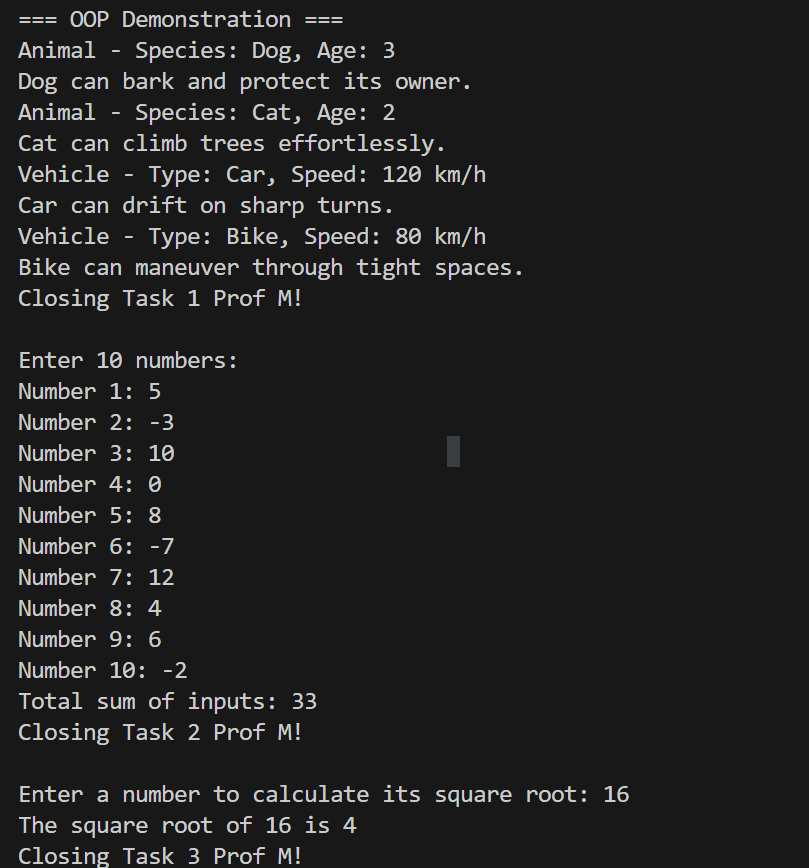 === OOP Demonstration ===
Animal - Species: Dog, Age: 3
Dog can bark and protect its owner.
Animal - Species: Cat, Age: 2
Cat can climb trees effortlessly.
Vehicle - Type: Car, Speed: 120 km/h
Car can drift on sharp turns.
Vehicle - Type: Bike, Speed: 80 km/h
Bike can maneuver through tight spaces.
Closing Task 1 Prof M!
Enter 10 numbers:
Number 1: 5
Number 2: -3
Number 3: 10
Number 4: 0
Number 5: 8
Number 6: -7
Number 7: 12
Number 8: 4
Number 9: 6
Number 10: -2
Total sum of inputs: 33
Closing Task 2 Prof M!
Enter a number to calculate its square root: 16
The square root of 16 is 4
Closing Task 3 Prof M!